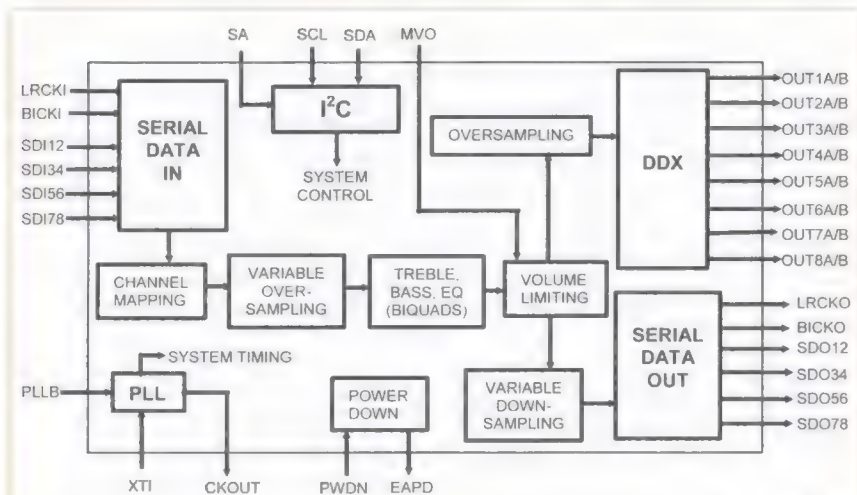 SA
SCL
SDA
MVO
LRCKI
BICKI
SDI12
SDI34
SDI56
SDI78
SERIAL
DATA
IN
I²C
SYSTEM
CONTROL
OVERSAMPLING
DDX
OUT1A/B
OUT2A/B
OUT3A/B
OUT4A/B
OUT5A/B
OUT6A/B
OUT7A/B
OUT8A/B
CHANNEL
MAPPING
VARIABLE
OVER-
SAMPLING
TREBLE,
BASS, EQ
(BIQUADS)
VOLUME
LIMITING
LRCKO
BICKO
SDO12
SDO34
SDO56
SDO78
SERIAL
DATA
OUT
SYSTEM TIMING
PLLB
PLL
POWER
DOWN
VARIABLE
DOWN-
SAMPLING
XTI
CKOUT
PWDN
EAPD